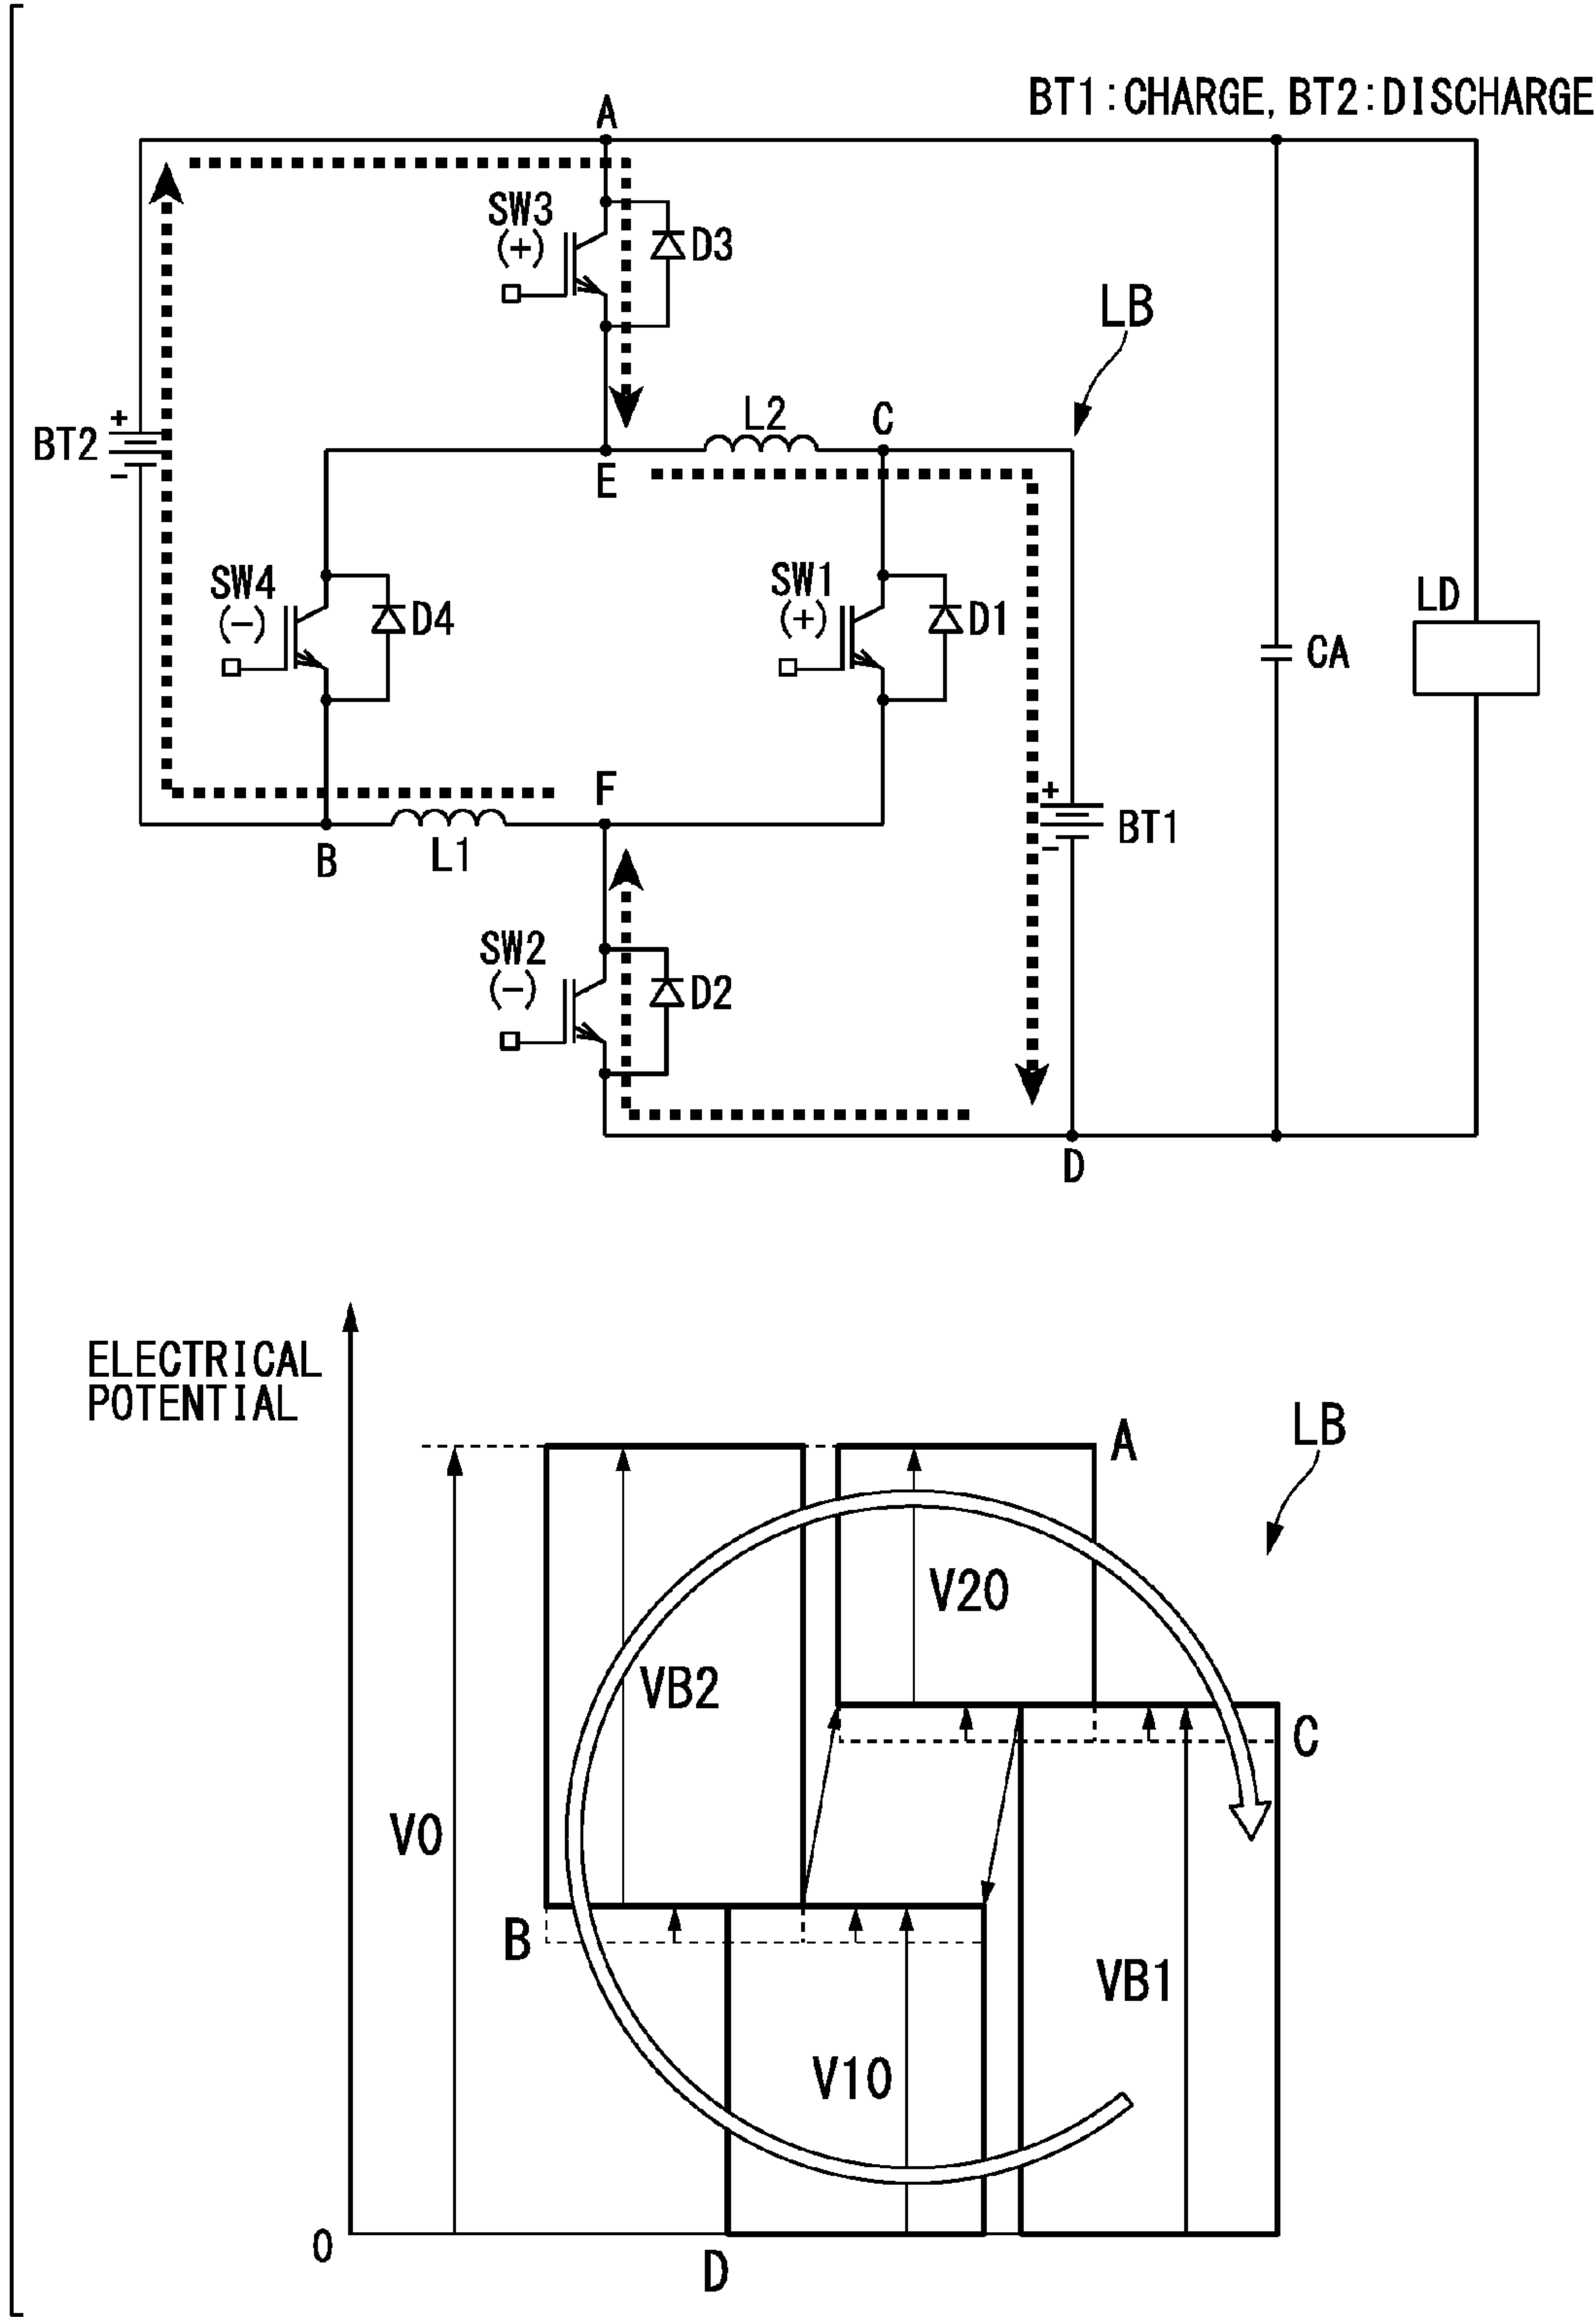 BT1:CHARGE, BT2:DISCHARGE
A
SW3
(+)
D3
LB
L2
C
+
BT2
-
E
SW4
(-)
D4
SW1
(+)
D1
LD
CA
F
+
BT1
-
B
L1
SW2
(-)
D2
D
ELECTRICAL
POTENTIAL
A
LB
V20
VB2
C
V0
B
VB1
V10
0
D